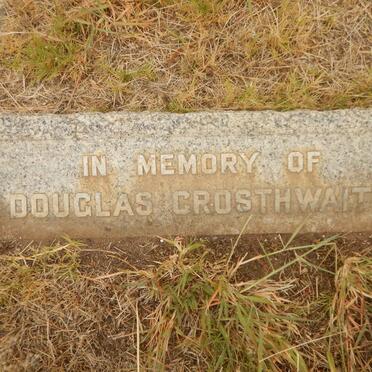 IN MEMORY OF
DOUGLAS CROSTHWAIT